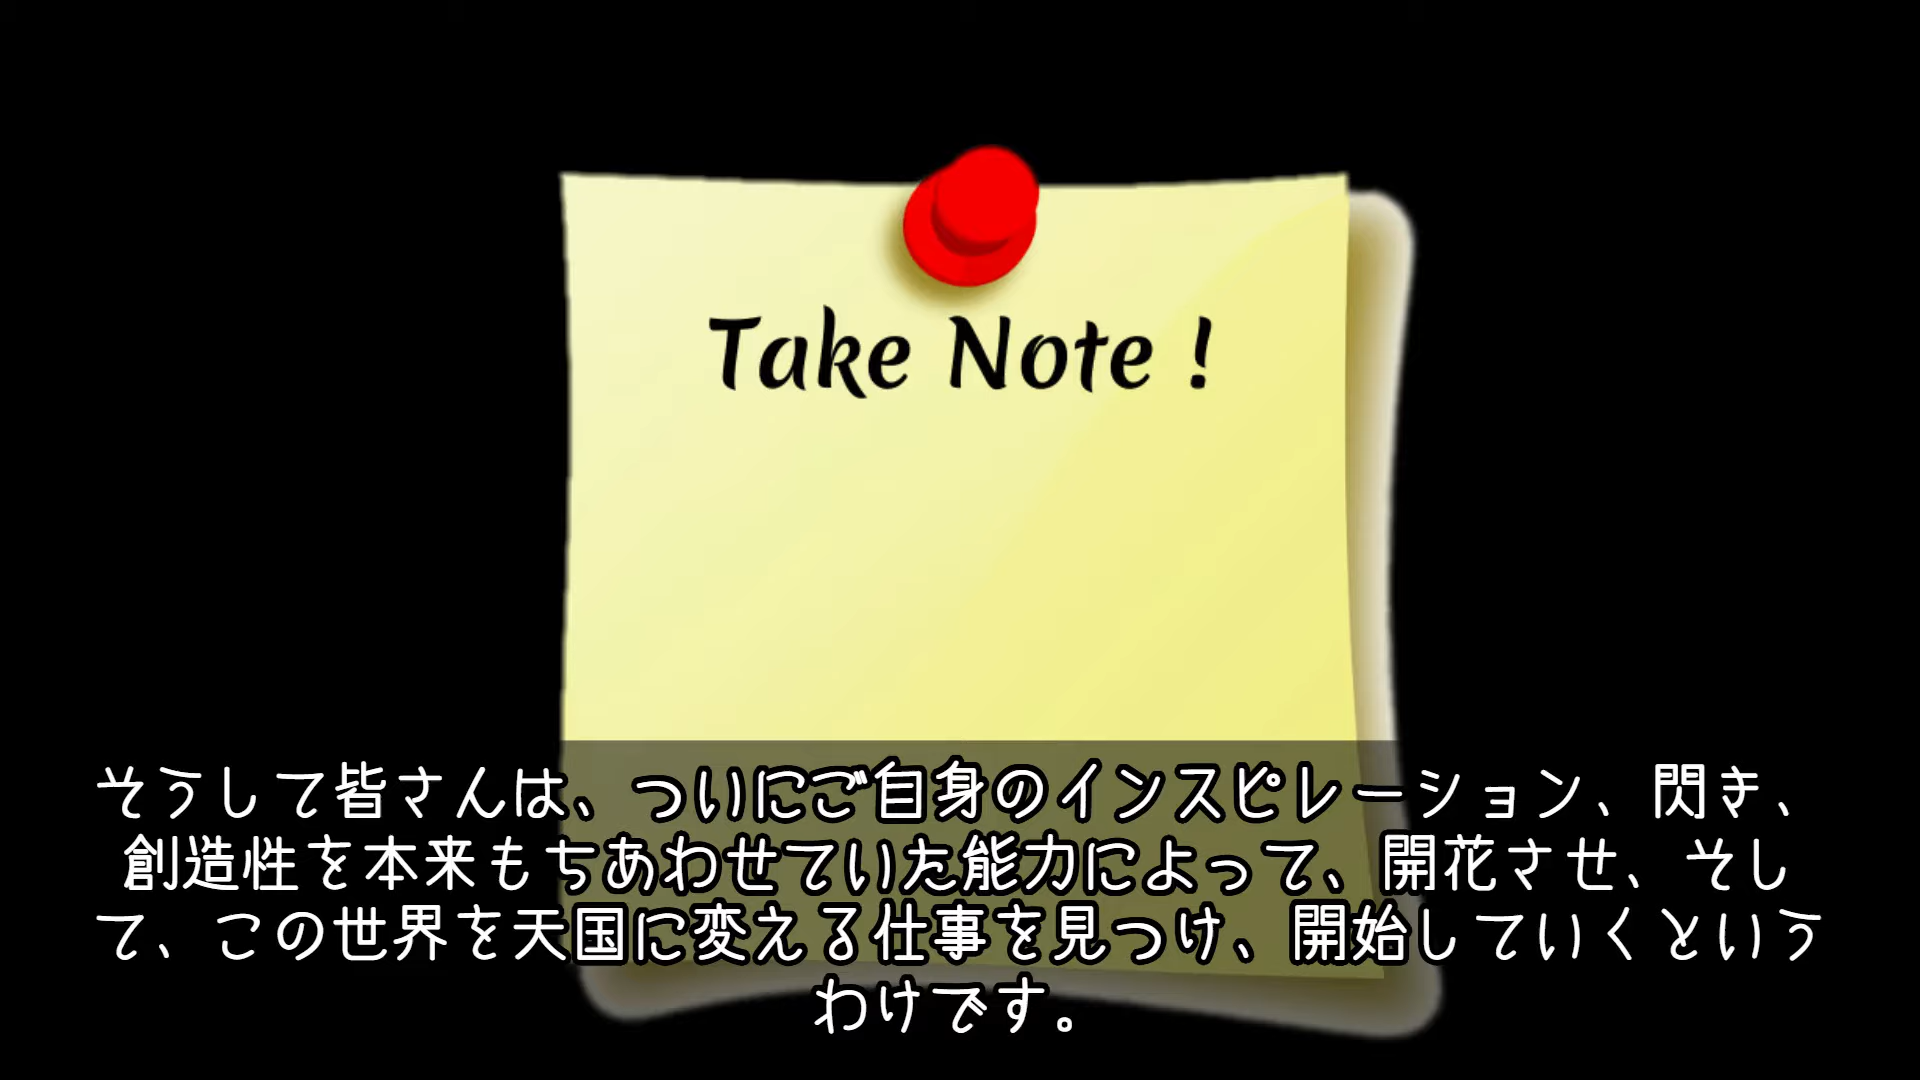 Take Note !
そうして皆さんは、ついにご自身のインスピレーション、閃き、
創造性を本来もちあわせていた能力によって、開花させ、そし
て、この世界を天国に変える仕事を見つけ、開始していくという
わけです。